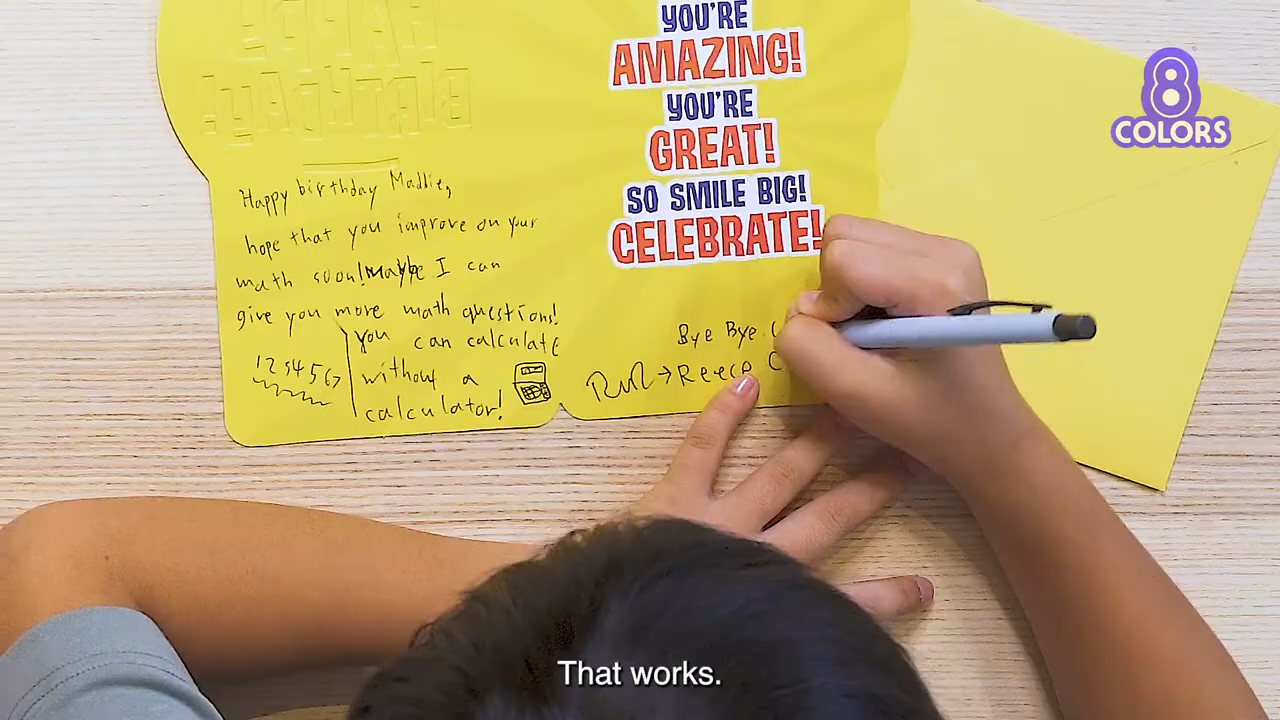 HAPPY
BIRTHDAY
YOU'RE
AMAZING!
YOU'RE
GREAT!
SO SMILE BIG!
CELEBRATE!
8
COLORS
Happy birthday Maddie,
hope that you improve on your
math soon! maybe I can
give you more math questions!
you can calculate
without a
calculator!
1234567
Bye Bye.
→ Reece C
That works.